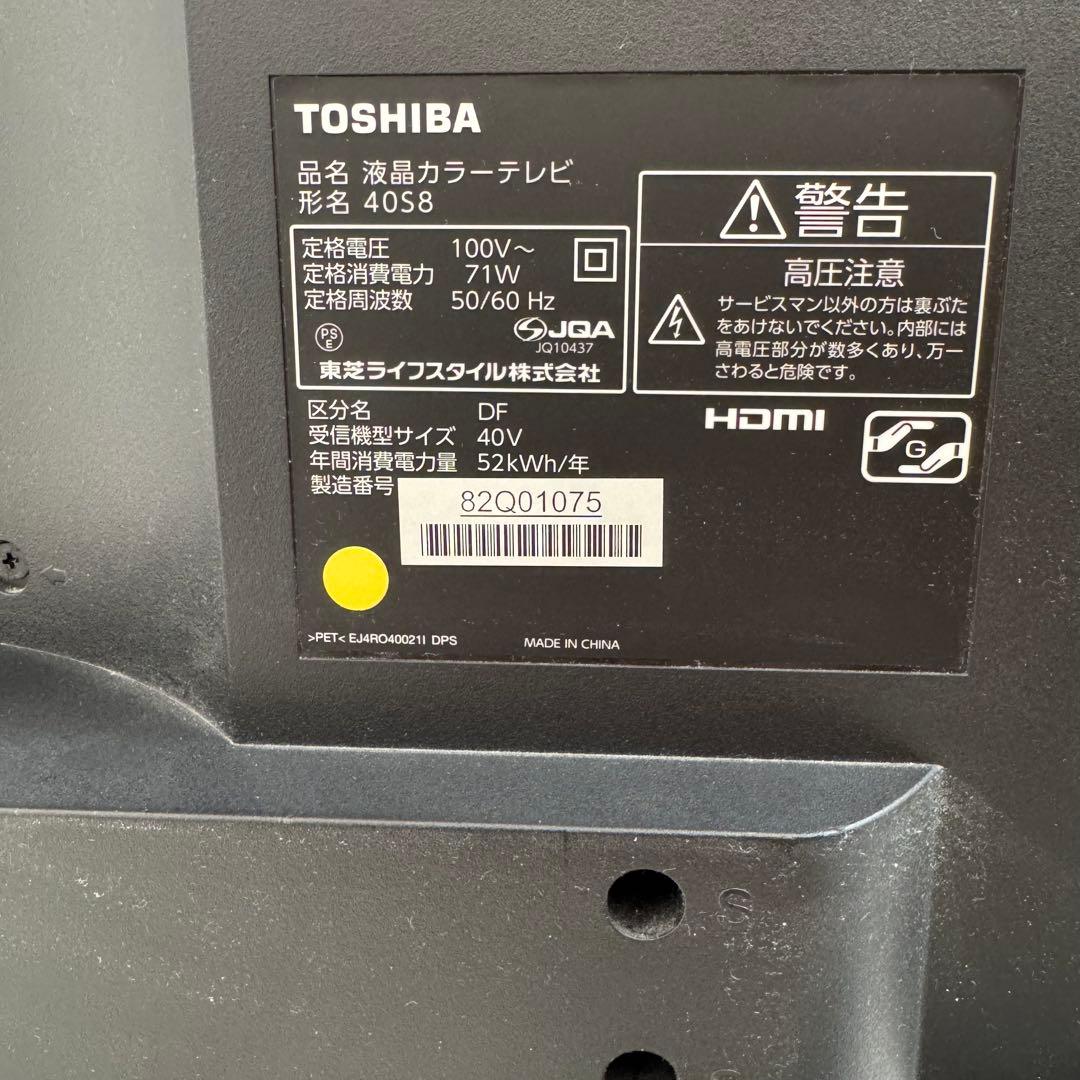 TOSHIBA
品名 液晶カラーテレビ
形名 40S8
定格電圧 100V～
定格消費電力 71W
定格周波数 50/60 Hz
PS
E
JQA
JQ10437
東芝ライフスタイル株式会社
警告
高圧注意
サービスマン以外の方は裏ぶた
をあけないでください。内部には
高電圧部分が数多くあり、万一
さわると危険です。
区分名 DF
受信機型サイズ 40V
年間消費電力量 52kWh/年
製造番号
82Q01075
HDMI
G
>PET< EJ4RO40021I DPS
MADE IN CHINA
S